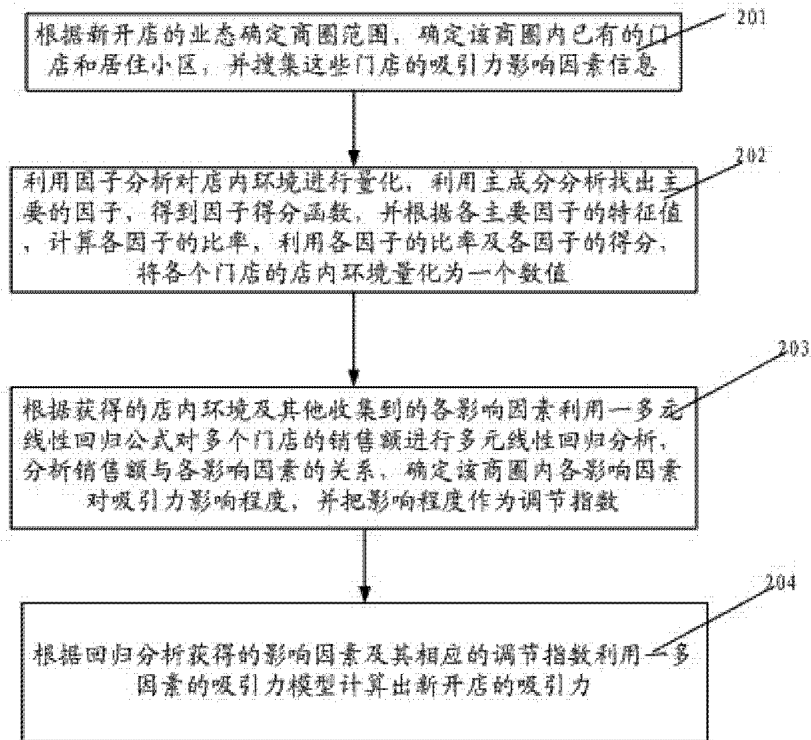 根据新开店的业态确定商圈范围，确定该商圈内已有的门
店和居住小区，并搜集这些门店的吸引力影响因素信息
201
利用因子分析对店内环境进行量化，利用主成分分析找出主
要的因子，得到因子得分函数，并根据各主要因子的特征值
，计算各因子的比率，利用各因子的比率及各因子的得分，
将各个门店的店内环境量化为一个数值
202
根据获得的店内环境及其他收集到的各影响因素利用一多元
线性回归公式对多个门店的销售额进行多元线性回归分析，
分析销售额与各影响因素的关系，确定该商圈内各影响因素
对吸引力影响程度，并把影响程度作为调节指数
203
根据回归分析获得的影响因素及其相应的调节指数利用一多
因素的吸引力模型计算出新开店的吸引力
204